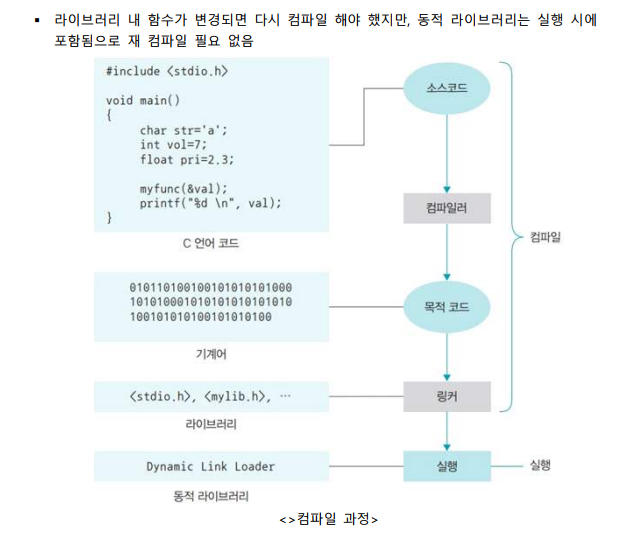 ▪ 라이브러리 내 함수가 변경되면 다시 컴파일 해야 했지만, 동적 라이브러리는 실행 시에
포함됨으로 재 컴파일 필요 없음
#include <stdio.h>
void main()
{
char str='a';
int vol=7;
float pri=2.3;
myfunc(&val);
printf("%d \n", val);
}
C 언어 코드
소스코드
컴파일러
컴파일
010110100100101010101000
101010001010101010101010
100101010100101010100
기계어
목적 코드
<stdio.h>, <mylib.h>, ⋯
라이브러리
링커
Dynamic Link Loader
동적 라이브러리
실행
실행
<>컴파일 과정>